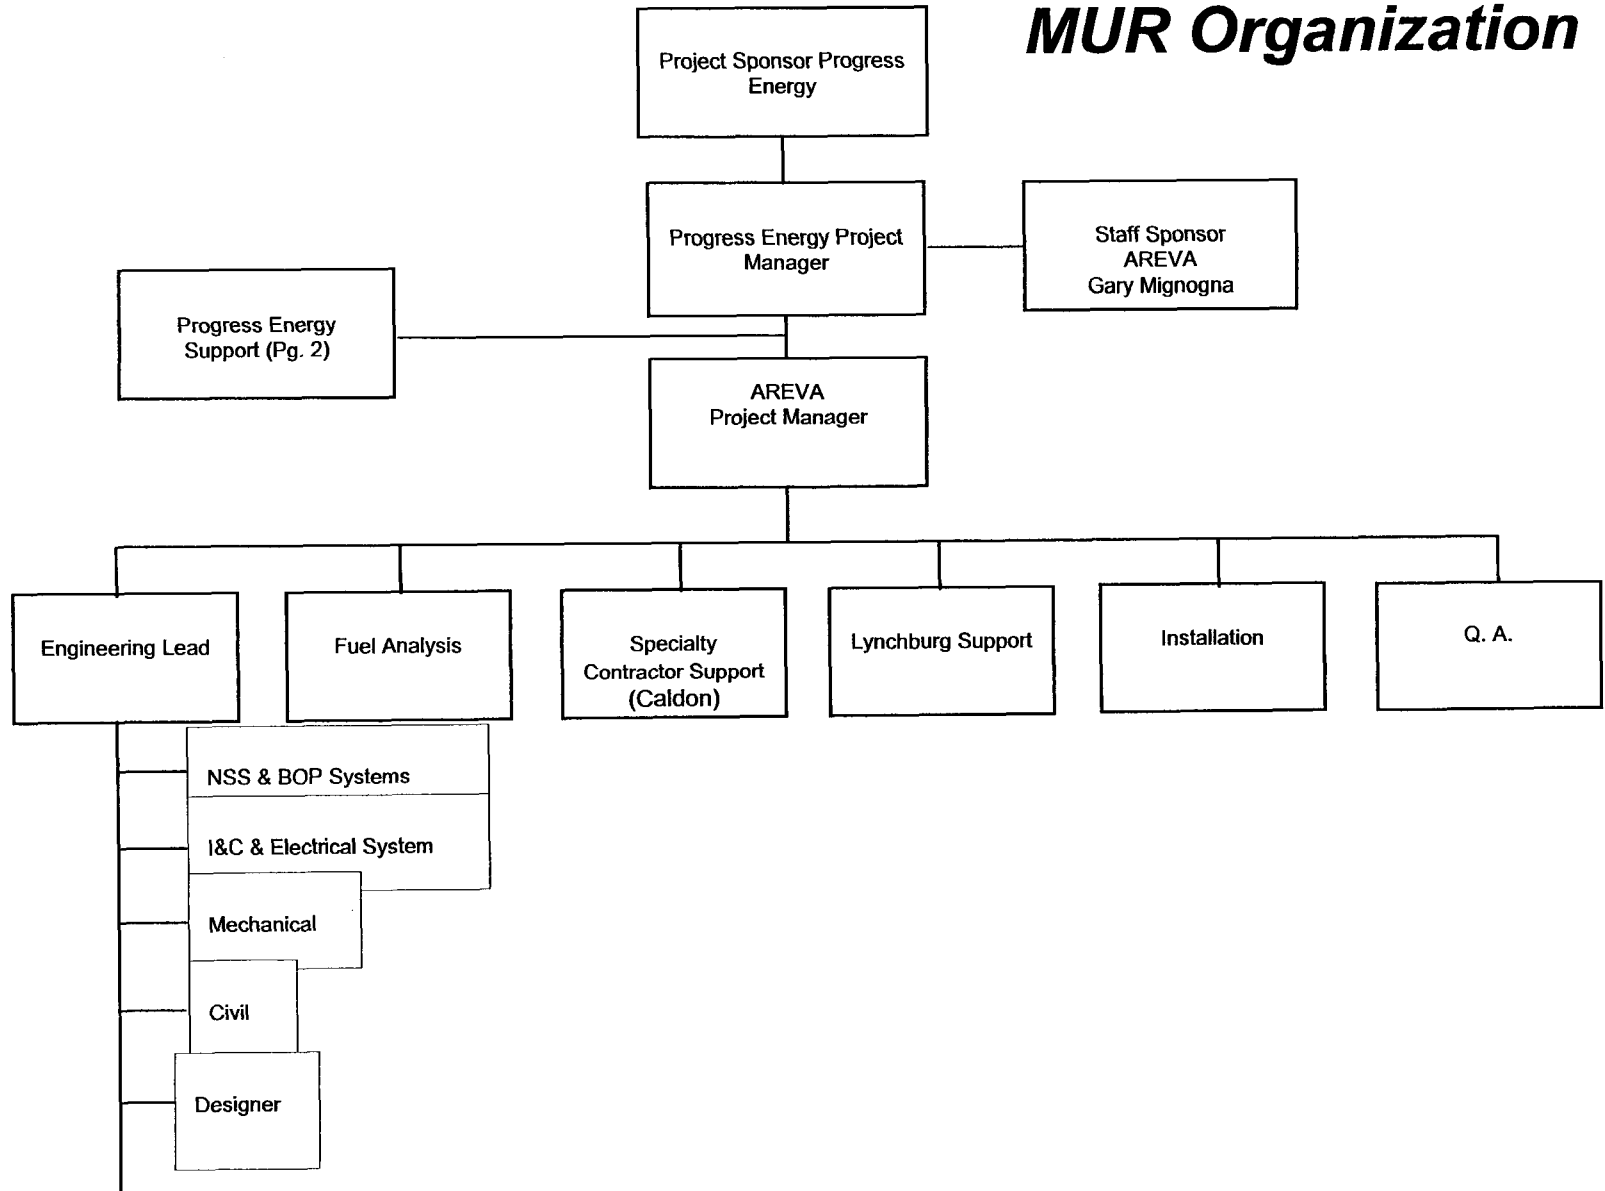 MUR Organization
Project Sponsor Progress
Energy
Progress Energy Project
Manager
Staff Sponsor
AREVA
Gary Mignogna
Progress Energy
Support (Pg. 2)
AREVA
Project Manager
Engineering Lead
Fuel Analysis
Specialty
Contractor Support
(Caldon)
Lynchburg Support
Installation
Q. A.
NSS & BOP Systems
I&C & Electrical System
Mechanical
Civil
Designer